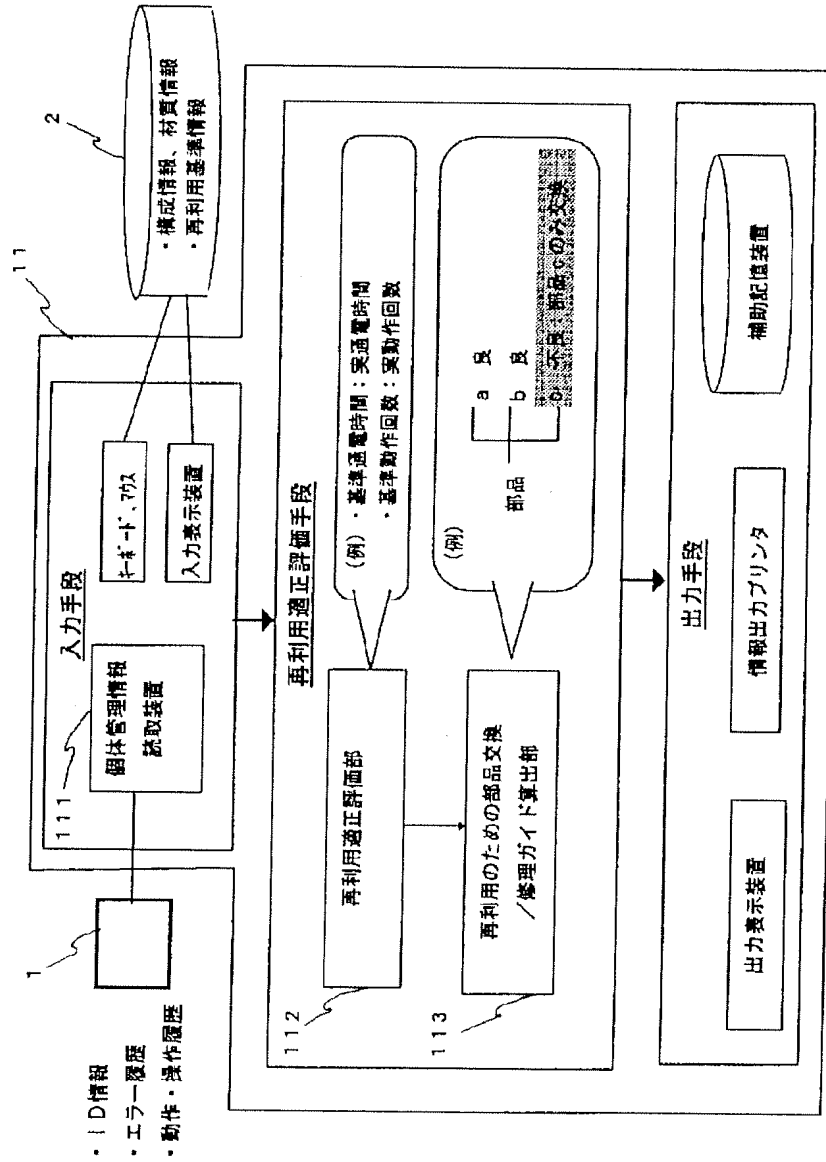 1
・ID情報
・エラー履歴
・動作・操作履歴
11
2
・構成情報、材質情報
・再利用基準情報
入力手段
111
個体管理情報
読取装置
キーボード、マウス
入力表示装置
再利用適正評価手段
112
再利用適正評価部
(例)・基準通電時間:実通電時間
・基準動作回数:実動作回数
113
再利用のための部品交換
/修理ガイド算出部
(例)
部品
a 良
b 良
c 不良:部品cのみ交換
出力手段
出力表示装置
情報出力プリンタ
補助記憶装置